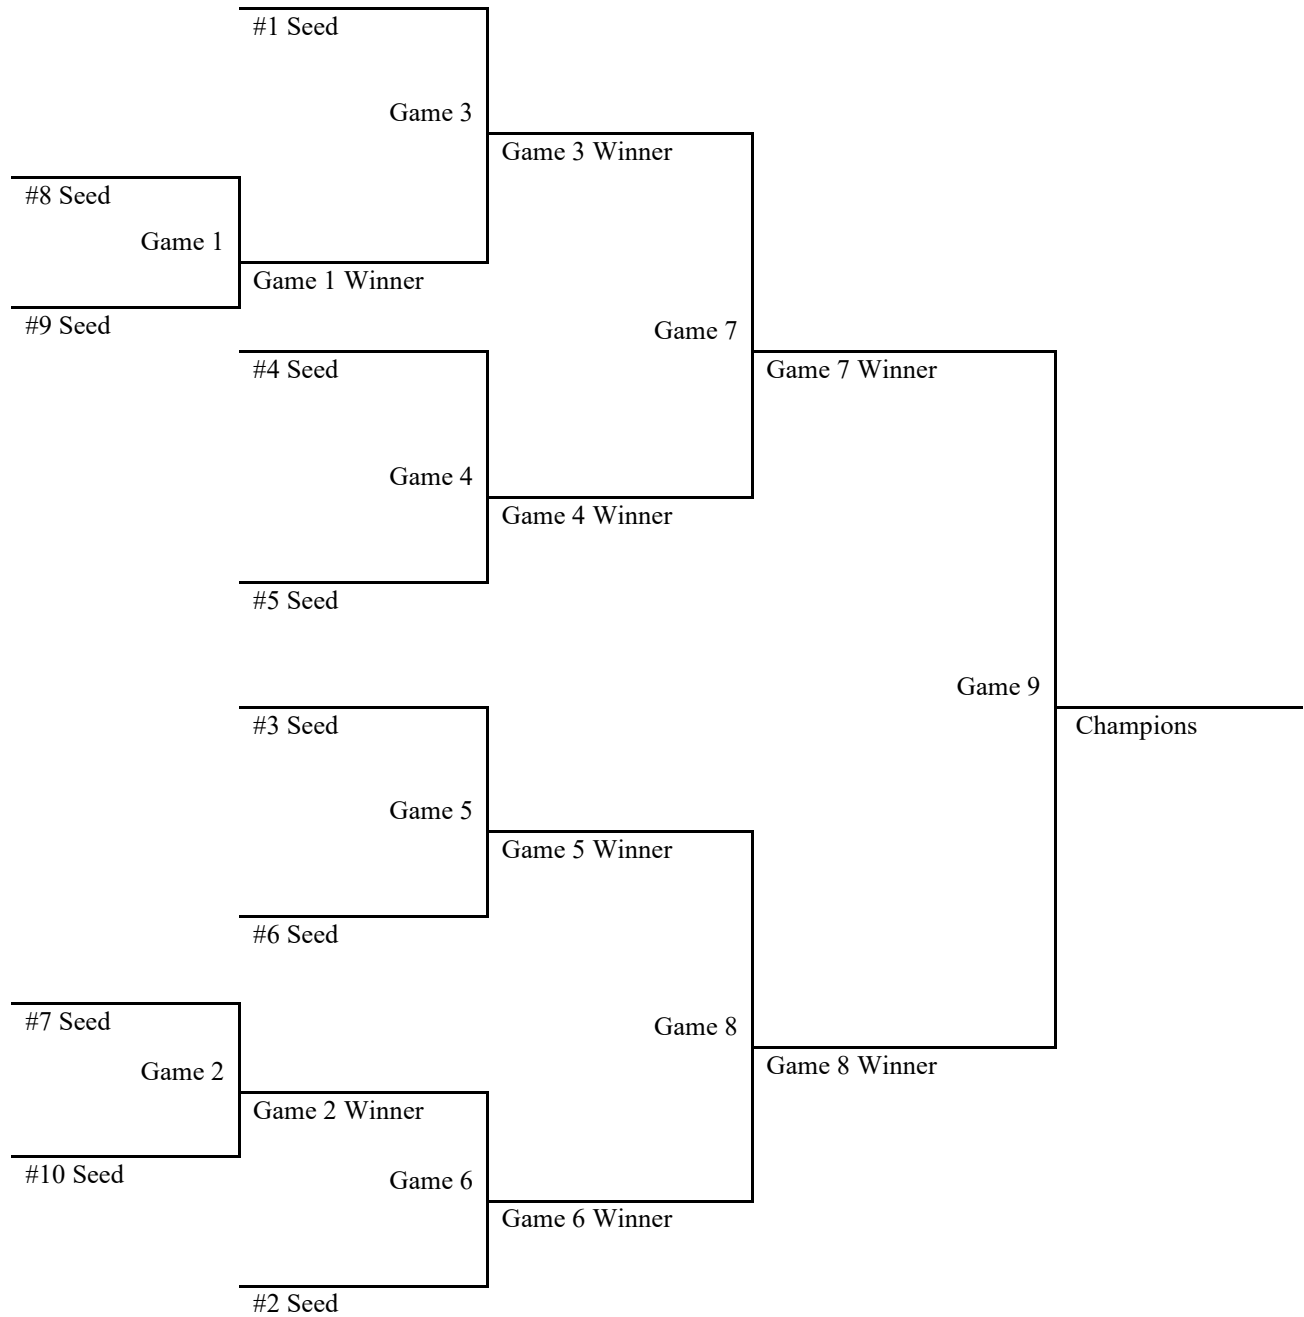 #1 Seed
Game 3
Game 3 Winner
#8 Seed
Game 1
Game 1 Winner
#9 Seed
Game 7
#4 Seed
Game 7 Winner
Game 4
Game 4 Winner
#5 Seed
Game 9
#3 Seed
Champions
Game 5
Game 5 Winner
#6 Seed
#7 Seed
Game 8
Game 2
Game 8 Winner
Game 2 Winner
#10 Seed
Game 6
Game 6 Winner
#2 Seed